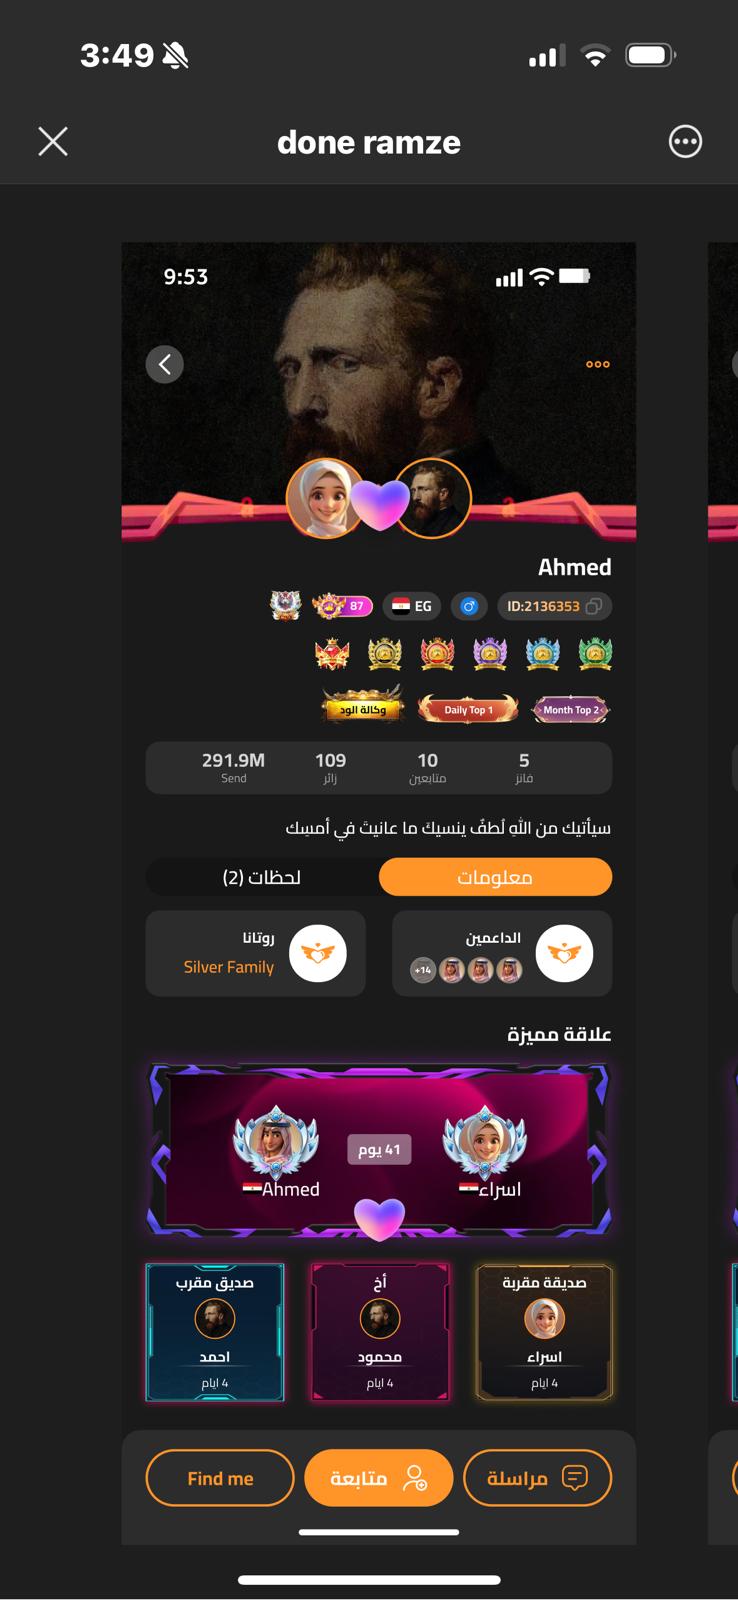 3:49
done ramze
9:53
Ahmed
ID:2136353
EG
87
Month Top 2
Daily Top 1
وكالة الود
5
فانز
10
متابعين
109
زائر
291.9M
Send
سيأتيك من اللهِ لُطفٌ ينسيكَ ما عانيتَ في أمسِك
معلومات
لحظات (2)
الداعمين
+14
روتانا
Silver Family
علاقة مميزة
41 يوم
اسراء
Ahmed
صديقة مقربة
اسراء
4 ايام
أخ
محمود
4 ايام
صديق مقرب
احمد
4 ايام
مراسلة
متابعة
Find me